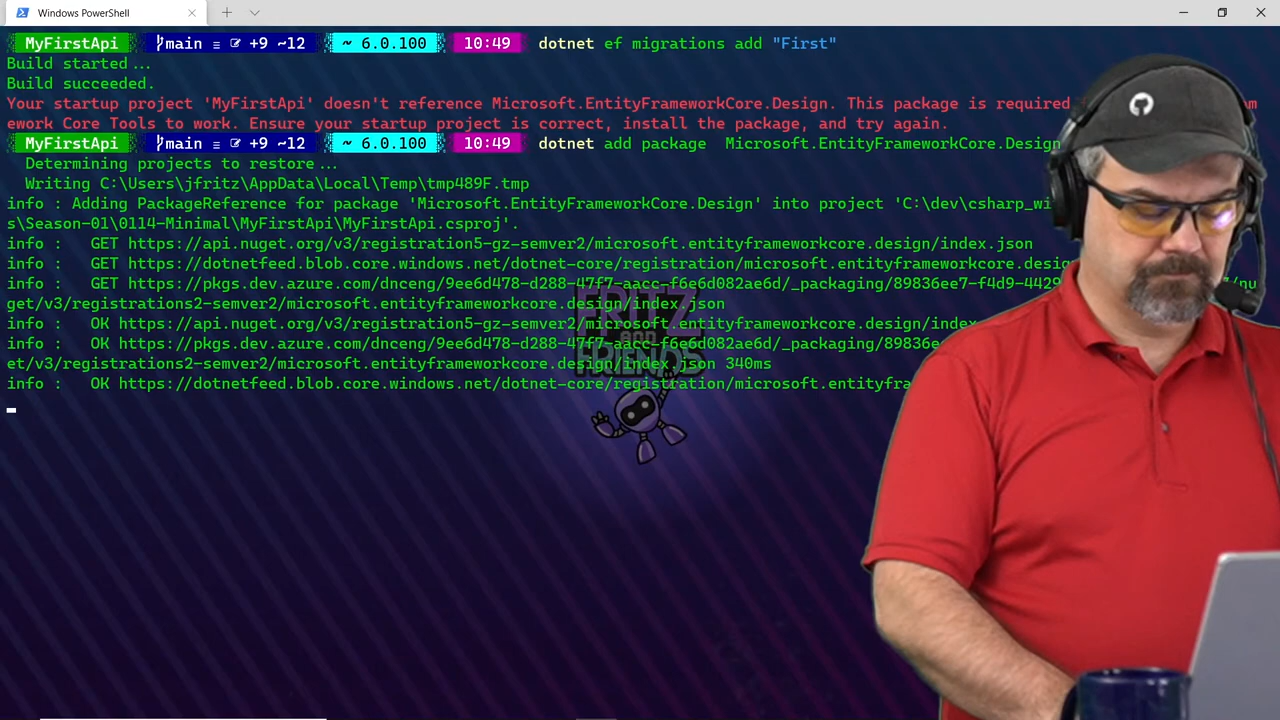 Windows PowerShell
MyFirstApi main ≡ +9 ~12 ~ 6.0.100 10:49 dotnet ef migrations add "First"
Build started...
Build succeeded.
Your startup project 'MyFirstApi' doesn't reference Microsoft.EntityFrameworkCore.Design. This package is required
ework Core Tools to work. Ensure your startup project is correct, install the package, and try again.
MyFirstApi main ≡ +9 ~12 ~ 6.0.100 10:49 dotnet add package Microsoft.EntityFrameworkCore.Design
Determining projects to restore...
Writing C:\Users\jfritz\AppData\Local\Temp\tmp489F.tmp
info : Adding PackageReference for package 'Microsoft.EntityFrameworkCore.Design' into project 'C:\dev\csharp_wi
s\Season-01\0114-Minimal\MyFirstApi\MyFirstApi.csproj'.
info : GET https://api.nuget.org/v3/registration5-gz-semver2/microsoft.entityframeworkcore.design/index.json
info : GET https://dotnetfeed.blob.core.windows.net/dotnet-core/registration/microsoft.entityframeworkcore.desig
info : GET https://pkgs.dev.azure.com/dnceng/9ee6d478-d288-47f7-aacc-f6e6d082ae6d/_packaging/89836ee7-f4d9-4429 /nu
get/v3/registrations2-semver2/microsoft.entityframeworkcore.design/index.json
info : OK https://api.nuget.org/v3/registration5-gz-semver2/microsoft.entityframeworkcore.design/index
info : OK https://pkgs.dev.azure.com/dnceng/9ee6d478-d288-47f7-aacc-f6e6d082ae6d/_packaging/89836e
et/v3/registrations2-semver2/microsoft.entityframeworkcore.design/index.json 340ms
info : OK https://dotnetfeed.blob.core.windows.net/dotnet-core/registration/microsoft.entityfra
FRITZ
and
FRIENDS